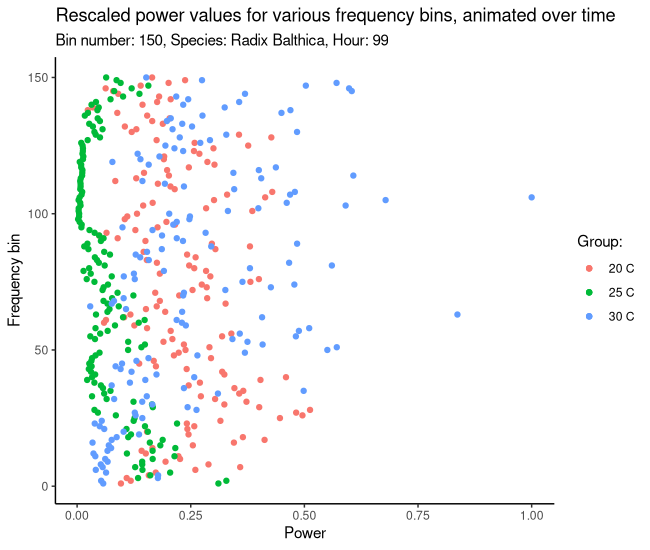 Rescaled power values for various frequency bins, animated over time
Bin number: 150, Species: Radix Balthica, Hour: 99
150
100
50
0
Frequency bin
0.00
0.25
0.50
0.75
1.00
Power
Group:
20 C
25 C
30 C